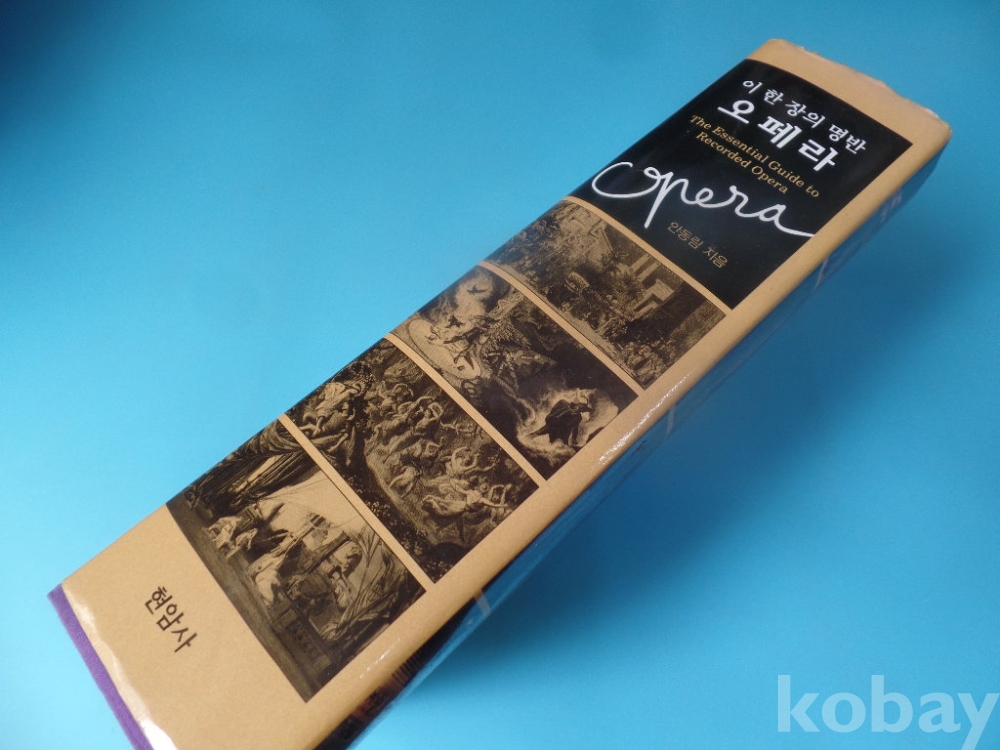 이 한 장의 명반
오페라
The Essential Guide to
Recorded Opera
opera
안동림 지음
현암사
kobay